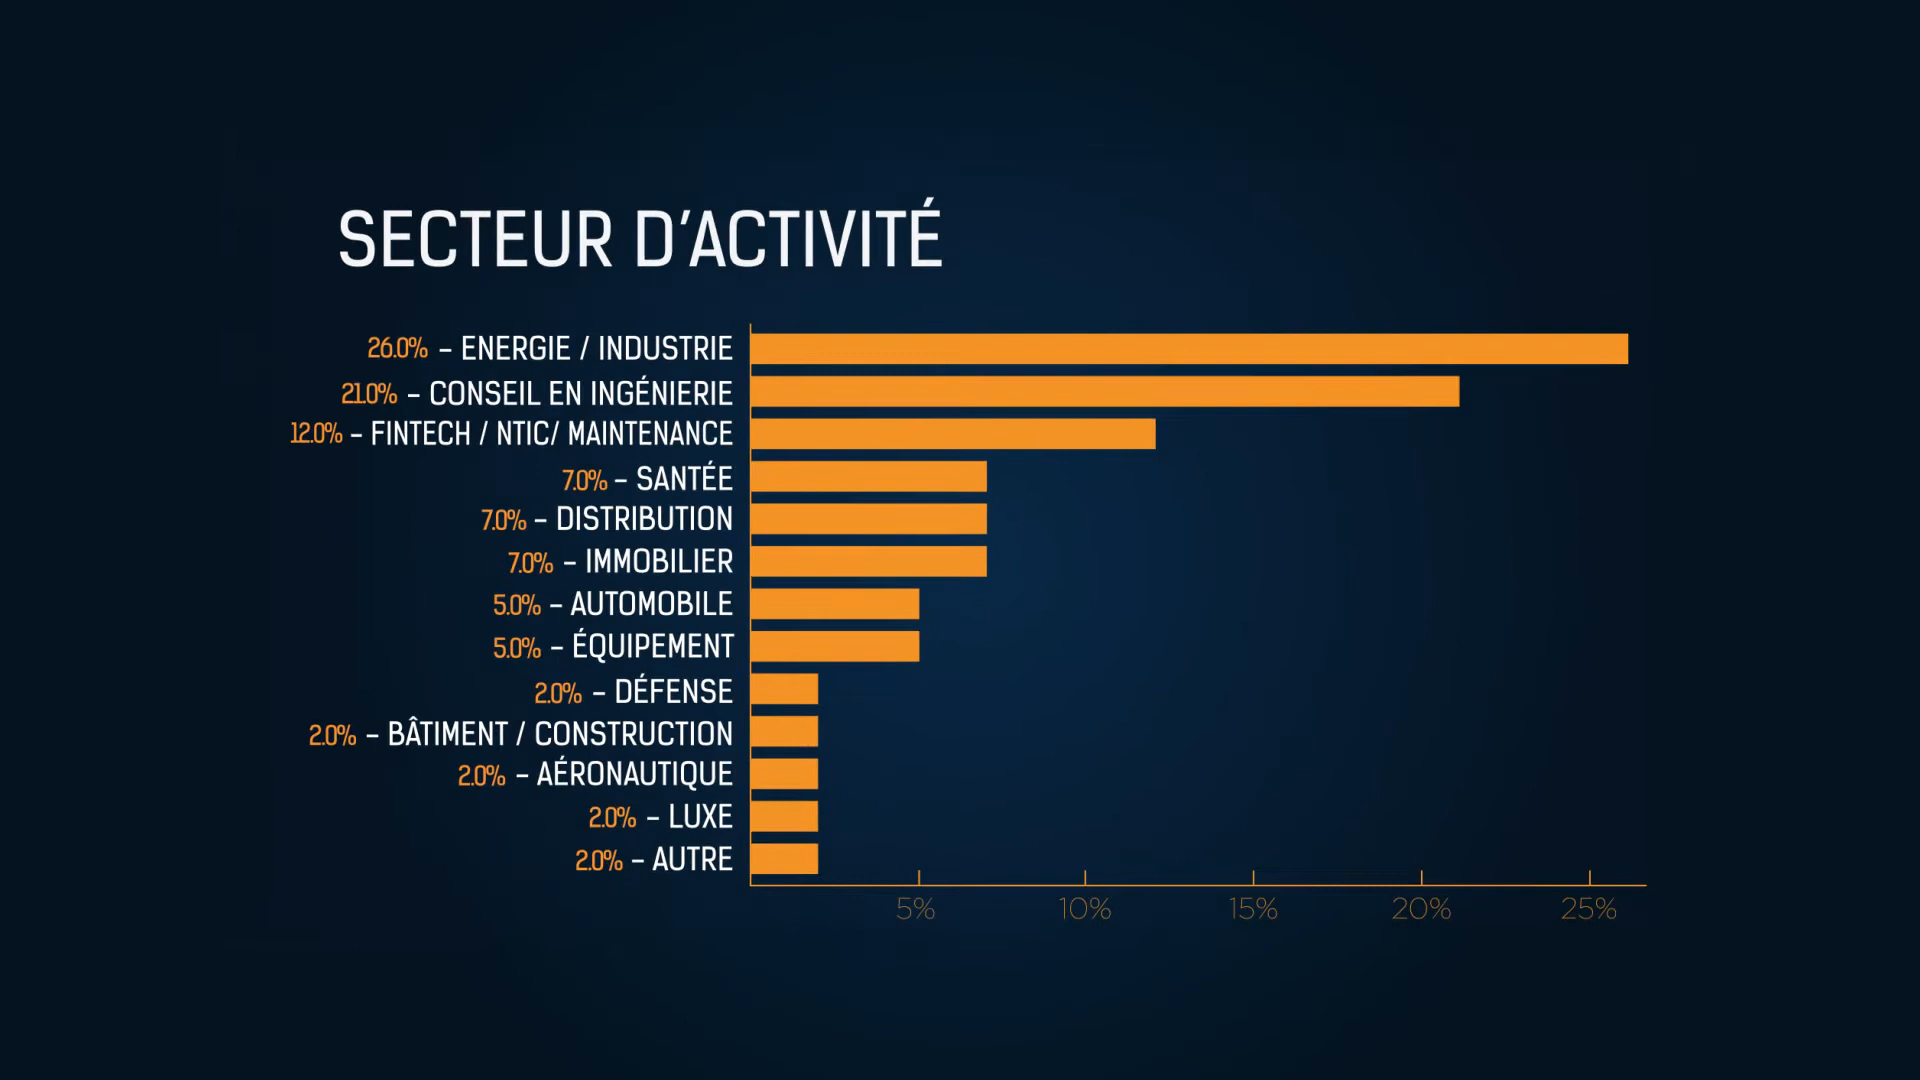 SECTEUR D'ACTIVITÉ
26.0% – ENERGIE / INDUSTRIE
21.0% – CONSEIL EN INGÉNIERIE
12.0% – FINTECH / NTIC/ MAINTENANCE
7.0% – SANTÉE
7.0% – DISTRIBUTION
7.0% – IMMOBILIER
5.0% – AUTOMOBILE
5.0% – ÉQUIPEMENT
2.0% – DÉFENSE
2.0% – BÂTIMENT / CONSTRUCTION
2.0% – AÉRONAUTIQUE
2.0% – LUXE
2.0% – AUTRE
5% 10% 15% 20% 25%